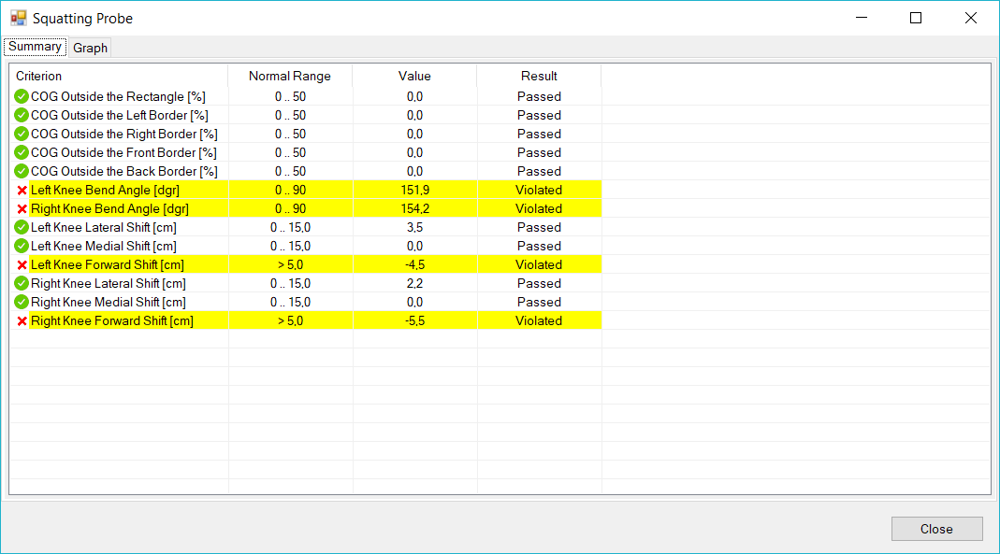 Squatting Probe
Summary Graph
Criterion Normal Range Value Result
COG Outside the Rectangle [%] 0 .. 50 0,0 Passed
COG Outside the Left Border [%] 0 .. 50 0,0 Passed
COG Outside the Right Border [%] 0 .. 50 0,0 Passed
COG Outside the Front Border [%] 0 .. 50 0,0 Passed
COG Outside the Back Border [%] 0 .. 50 0,0 Passed
Left Knee Bend Angle [dgr] 0 .. 90 151,9 Violated
Right Knee Bend Angle [dgr] 0 .. 90 154,2 Violated
Left Knee Lateral Shift [cm] 0 .. 15,0 3,5 Passed
Left Knee Medial Shift [cm] 0 .. 15,0 0,0 Passed
Left Knee Forward Shift [cm] > 5,0 -4,5 Violated
Right Knee Lateral Shift [cm] 0 .. 15,0 2,2 Passed
Right Knee Medial Shift [cm] 0 .. 15,0 0,0 Passed
Right Knee Forward Shift [cm] > 5,0 -5,5 Violated
Close